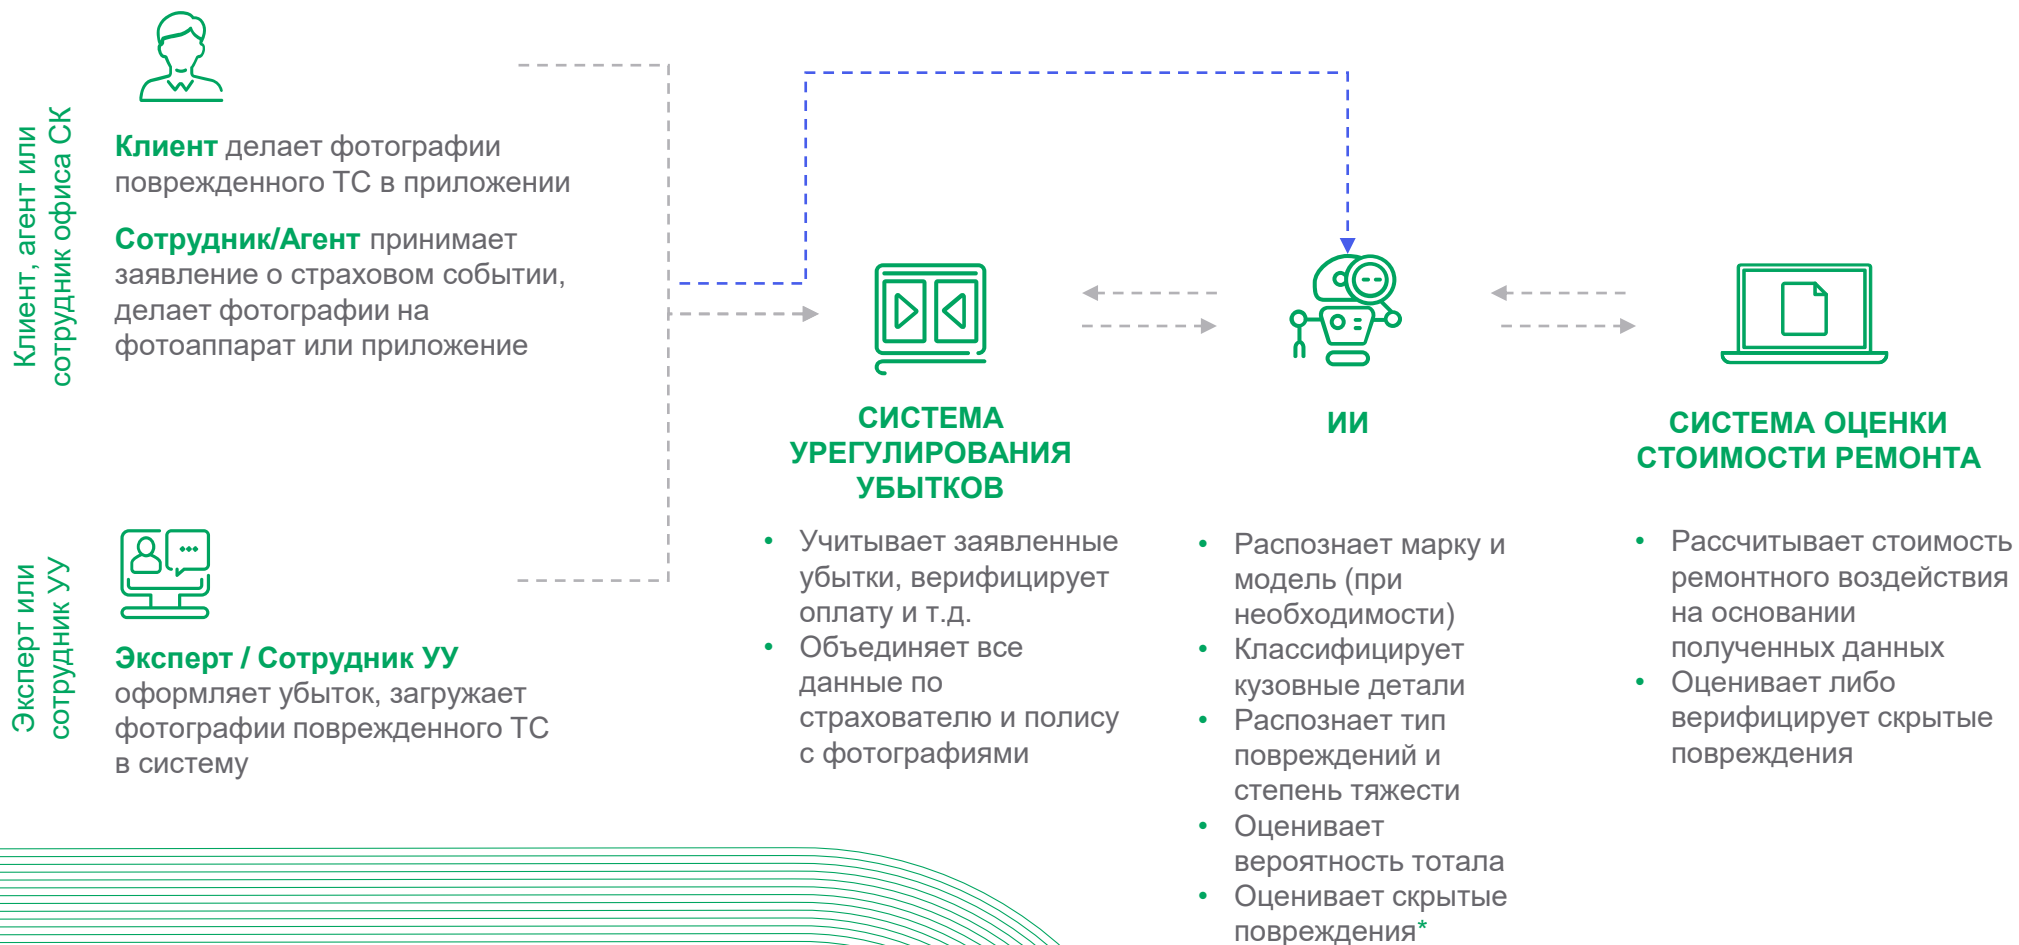 Клиент, агент или
сотрудник офиса СК
Клиент делает фотографии
поврежденного ТС в приложении
Сотрудник/Агент принимает
заявление о страховом событии,
делает фотографии на
фотоаппарат или приложение
Эксперт или
сотрудник УУ
Эксперт / Сотрудник УУ
оформляет убыток, загружает
фотографии поврежденного ТС
в систему
СИСТЕМА
УРЕГУЛИРОВАНИЯ
УБЫТКОВ
• Учитывает заявленные
убытки, верифицирует
оплату и т.д.
• Объединяет все
данные по
страхователю и полису
с фотографиями
ИИ
• Распознает марку и
модель (при
необходимости)
• Классифицирует
кузовные детали
• Распознает тип
повреждений и
степень тяжести
• Оценивает
вероятность тотала
• Оценивает скрытые
повреждения*
СИСТЕМА ОЦЕНКИ
СТОИМОСТИ РЕМОНТА
• Рассчитывает стоимость
ремонтного воздействия
на основании
полученных данных
• Оценивает либо
верифицирует скрытые
повреждения